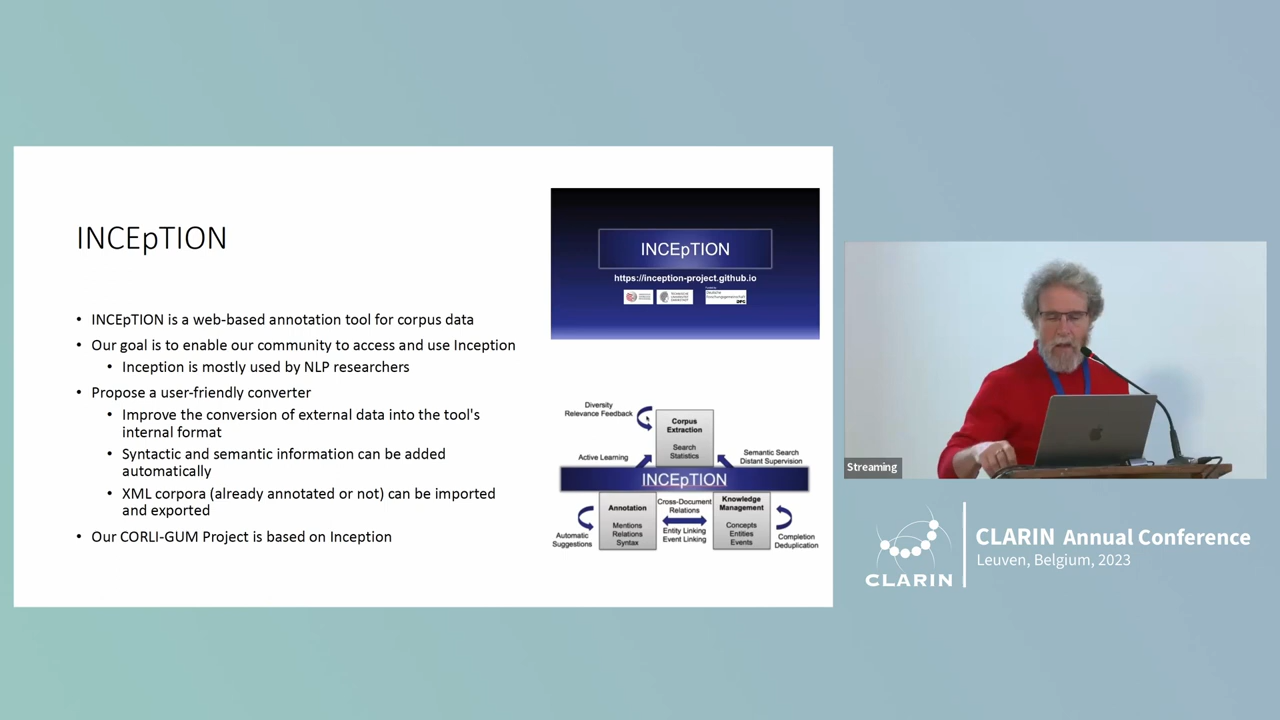 INCEpTION
• INCEpTION is a web-based annotation tool for corpus data
• Our goal is to enable our community to access and use Inception
• Inception is mostly used by NLP researchers
• Propose a user-friendly converter
• Improve the conversion of external data into the tool's
internal format
• Syntactic and semantic information can be added
automatically
• XML corpora (already annotated or not) can be imported
and exported
• Our CORLI-GUM Project is based on Inception
INCEpTION
https://inception-project.github.io
Diversity
Relevance Feedback
Corpus
Extraction
Search
Statistics
Active Learning
Semantic Search
Distant Supervision
INCEpTION
Annotation
Mentions
Relations
Syntax
Cross-Document
Relations
Entity Linking
Event Linking
Knowledge
Management
Concepts
Entities
Events
Automatic
Suggestions
Completion
Deduplication
Streaming
CLARIN
CLARIN Annual Conference
Leuven, Belgium, 2023